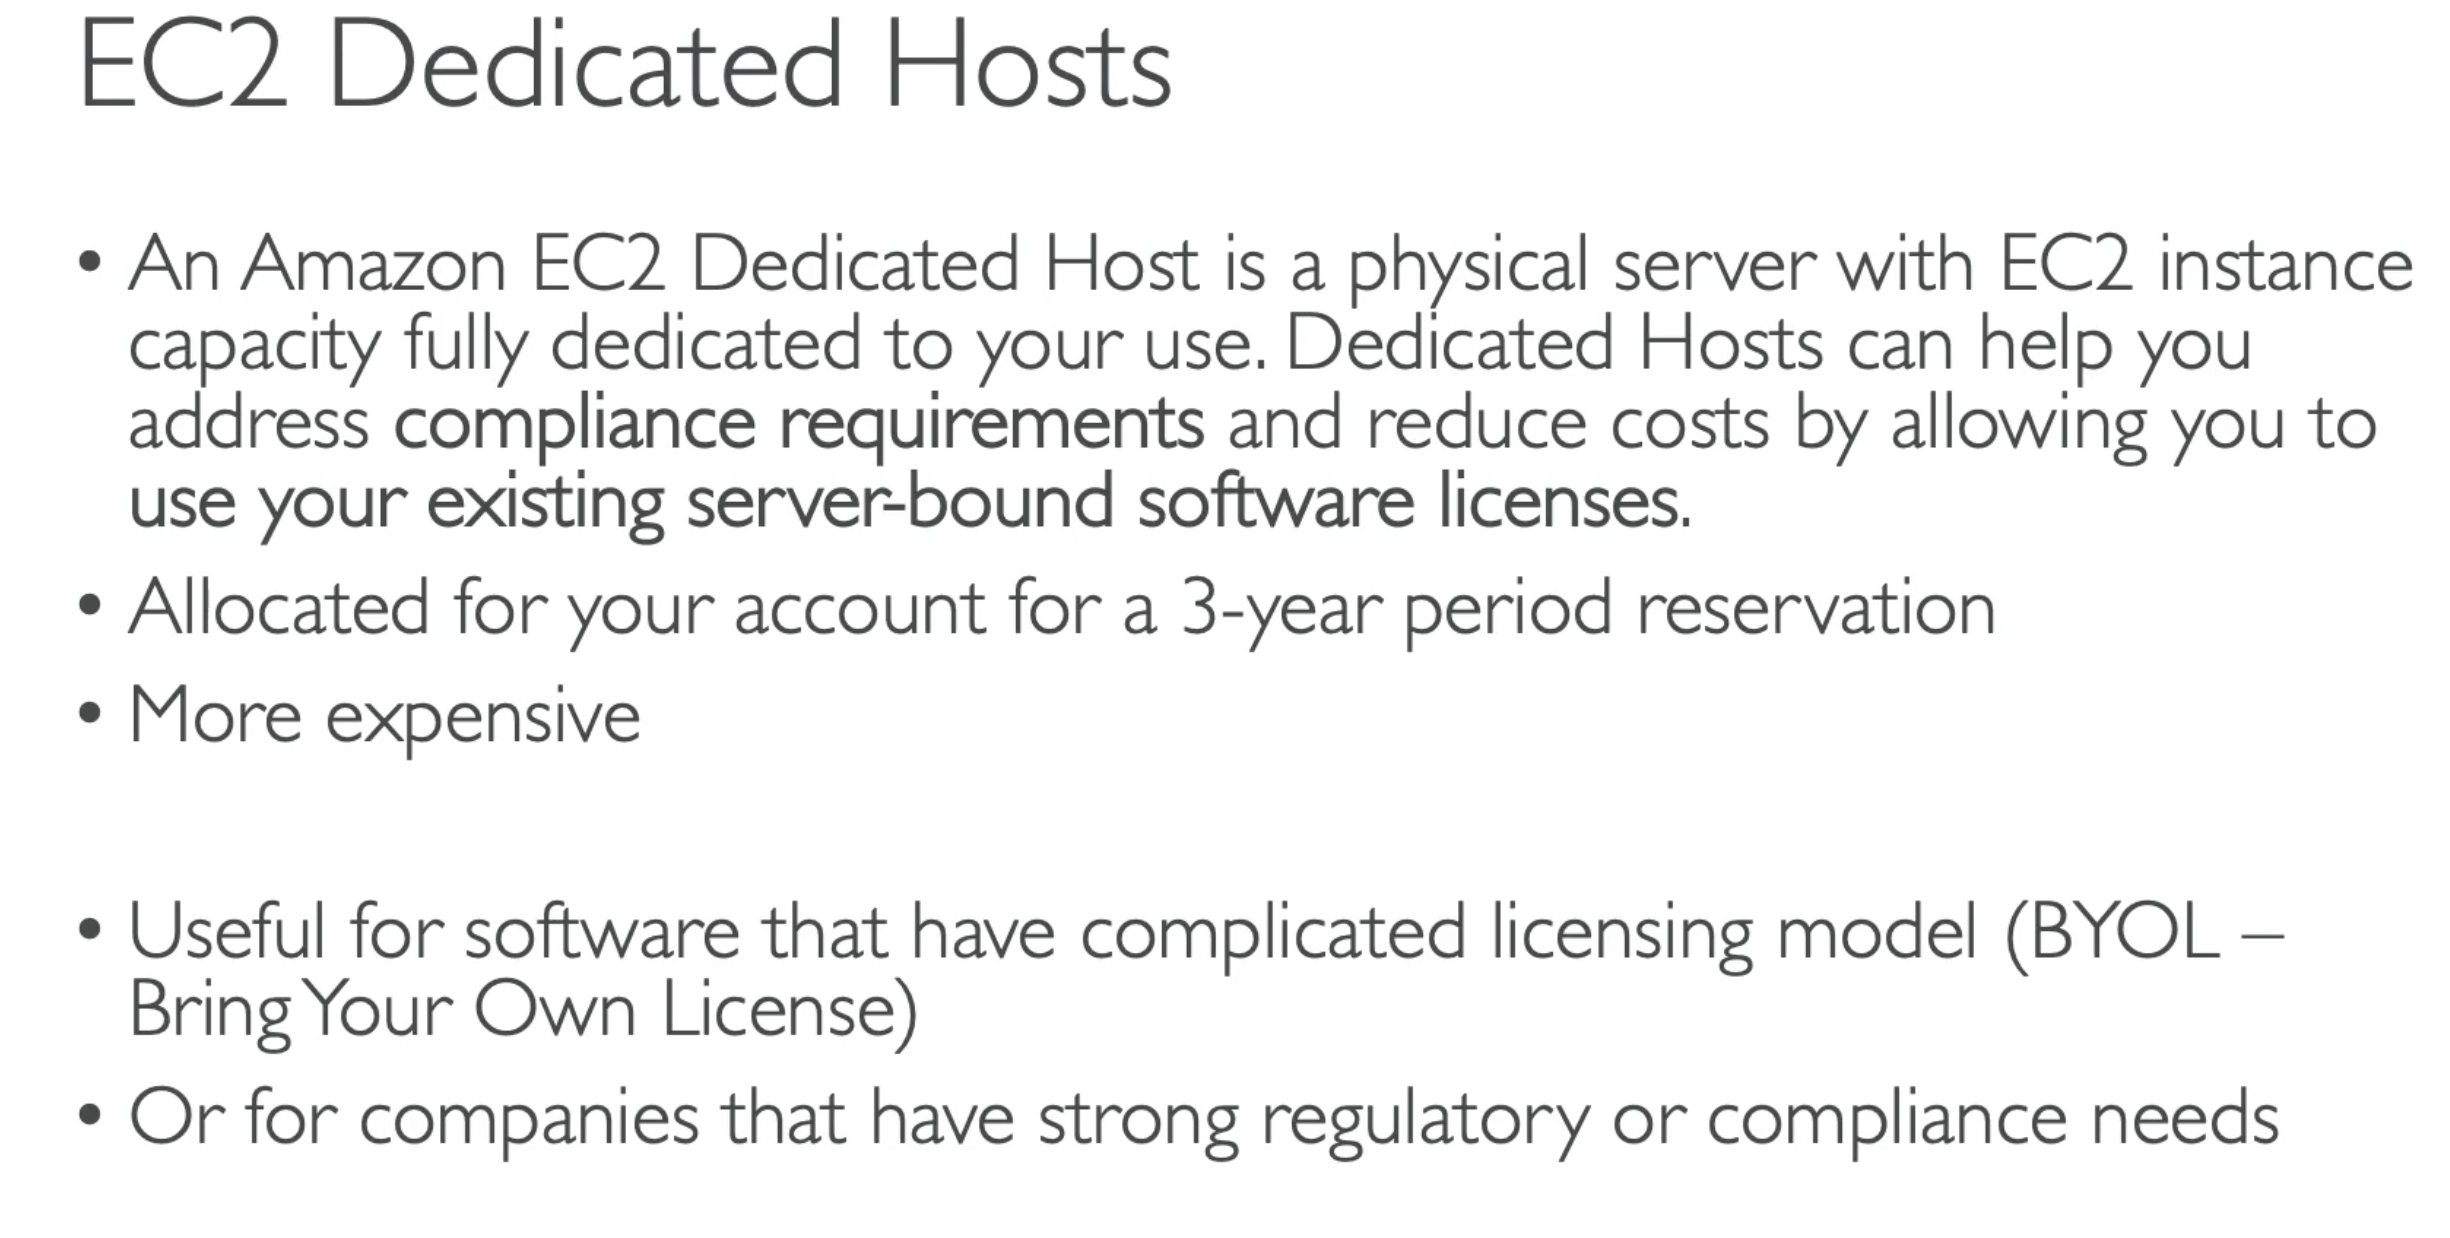 EC2 Dedicated Hosts
• An Amazon EC2 Dedicated Host is a physical server with EC2 instance
capacity fully dedicated to your use. Dedicated Hosts can help you
address compliance requirements and reduce costs by allowing you to
use your existing server-bound software licenses.
• Allocated for your account for a 3-year period reservation
• More expensive
• Useful for software that have complicated licensing model (BYOL –
Bring Your Own License)
• Or for companies that have strong regulatory or compliance needs